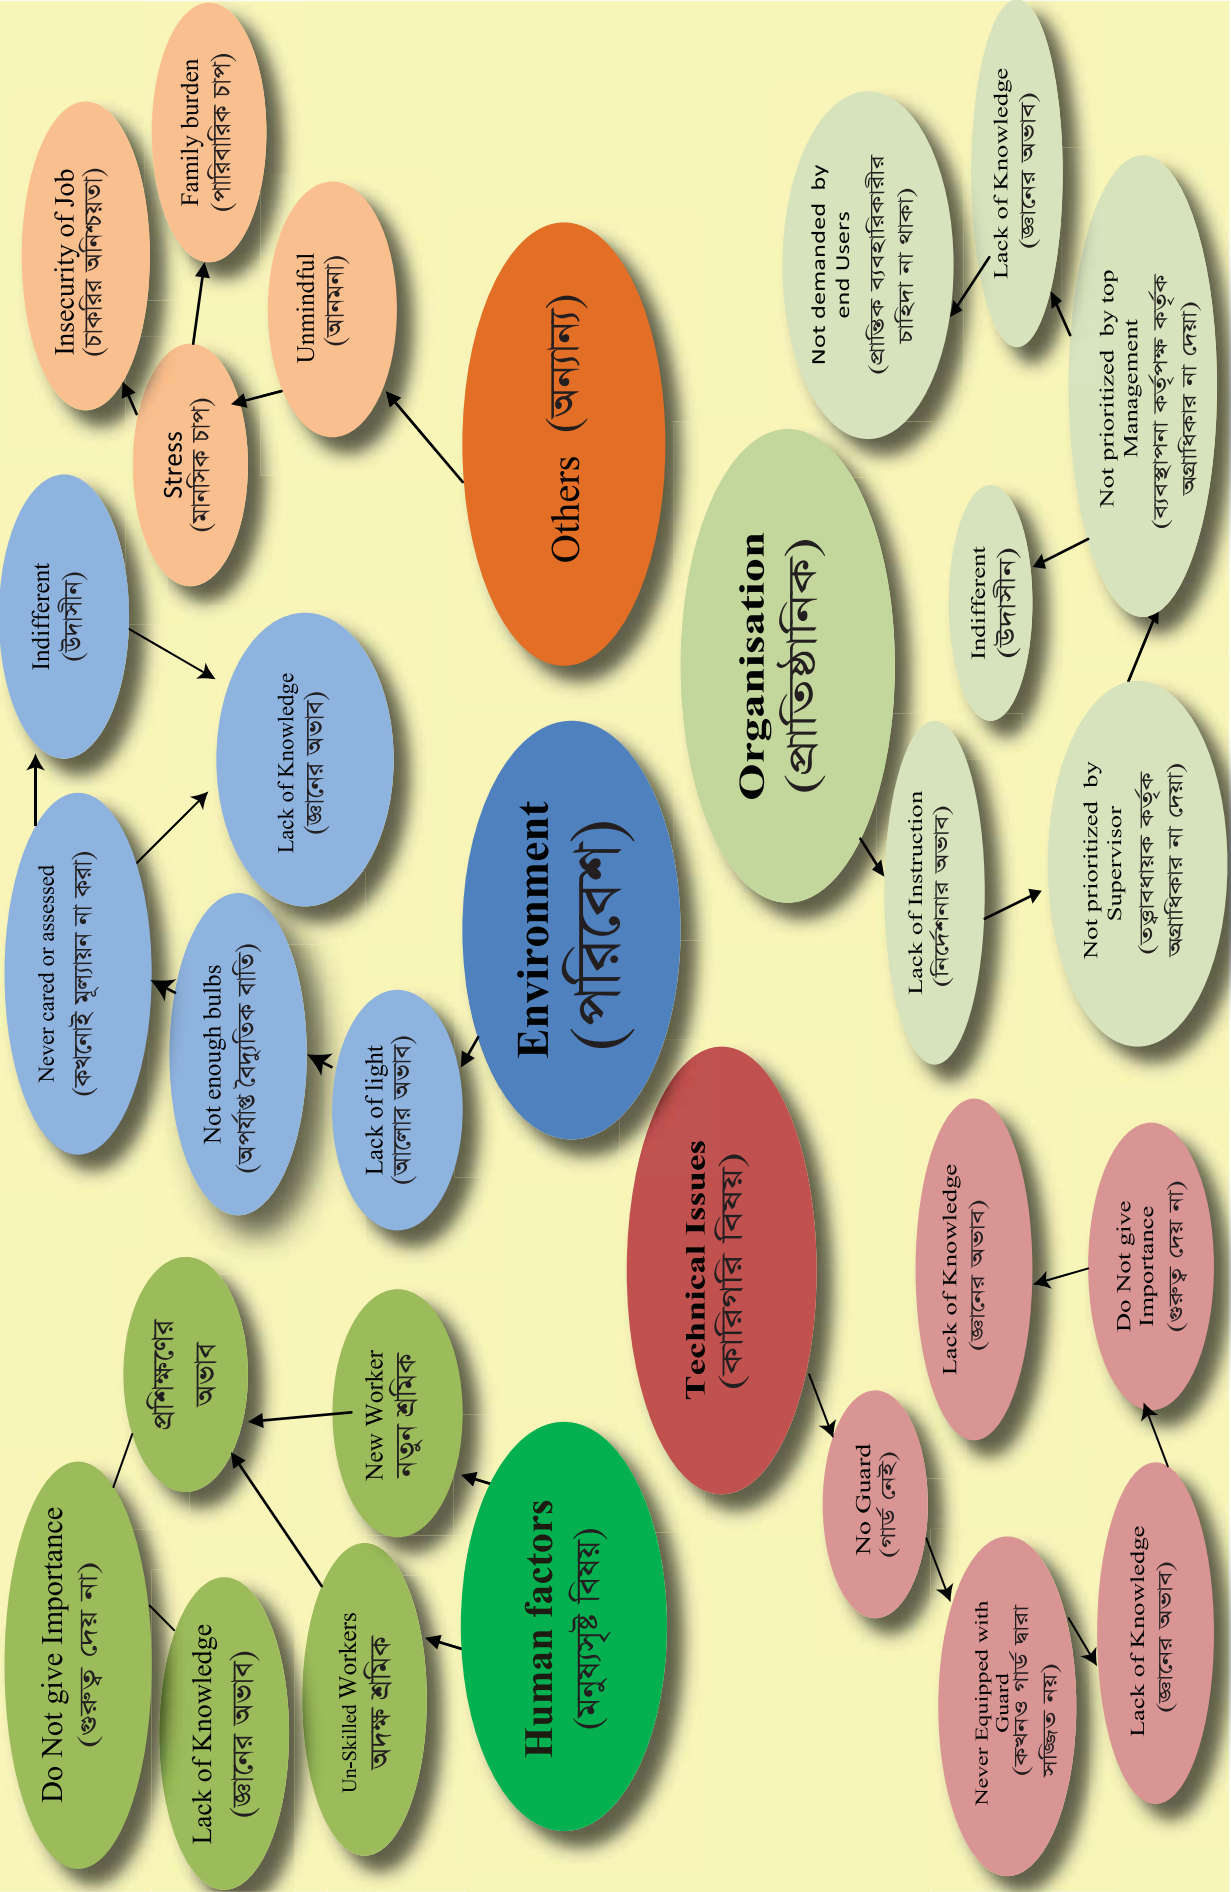 Do Not give Importance
(গুরুত্ব দেয় না)
Lack of Knowledge
(জ্ঞানের অভাব)
প্রশিক্ষণের
অভাব
Un-Skilled Workers
অদক্ষ শ্রমিক
New Worker
নতুন শ্রমিক
Human factors
(মনুষ্যসৃষ্ট বিষয়)
Never cared or assessed
(কখনোই মূল্যায়ন না করা)
Indifferent
(উদাসীন)
Not enough bulbs
(অপর্যাপ্ত বৈদ্যুতিক বাতি)
Lack of Knowledge
(জ্ঞানের অভাব)
Lack of light
(আলোর অভাব)
Environment
(পরিবেশ)
Insecurity of Job
(চাকরির অনিশ্চয়তা)
Family burden
(পারিবারিক চাপ)
Stress
(মানসিক চাপ)
Unmindful
(আনমনা)
Others (অন্যান্য)
Technical Issues
(কারিগরি বিষয়)
No Guard
(গার্ড নেই)
Never Equipped with
Guard
(কখনও গার্ড দ্বারা
সজ্জিত নয়)
Lack of Knowledge
(জ্ঞানের অভাব)
Do Not give
Importance
(গুরুত্ব দেয় না)
Lack of Knowledge
(জ্ঞানের অভাব)
Organisation
(প্রাতিষ্ঠানিক)
Lack of Instruction
(নির্দেশনার অভাব)
Not prioritized by
Supervisor
(তত্ত্বাবধায়ক কর্তৃক
অগ্রাধিকার না দেয়া)
Indifferent
(উদাসীন)
Not prioritized by top
Management
(ব্যবস্থাপনা কর্তৃপক্ষ কর্তৃক
অগ্রাধিকার না দেয়া)
Lack of Knowledge
(জ্ঞানের অভাব)
Not demanded by
end Users
(প্রান্তিক ব্যবহারিকারীর
চাহিদা না থাকা)